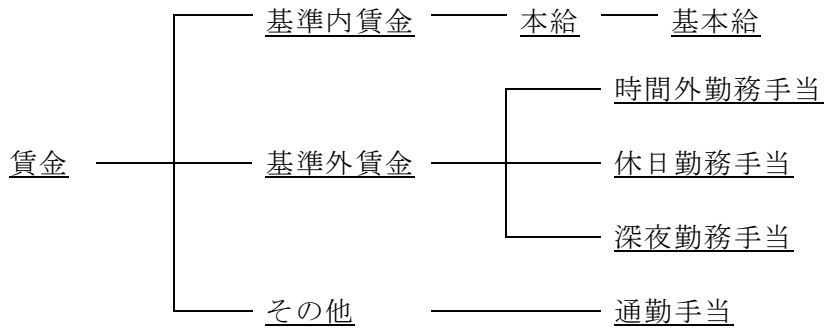 基準内賃金 本給 基本給
時間外勤務手当
賃金 基準外賃金 休日勤務手当
深夜勤務手当
その他 通勤手当